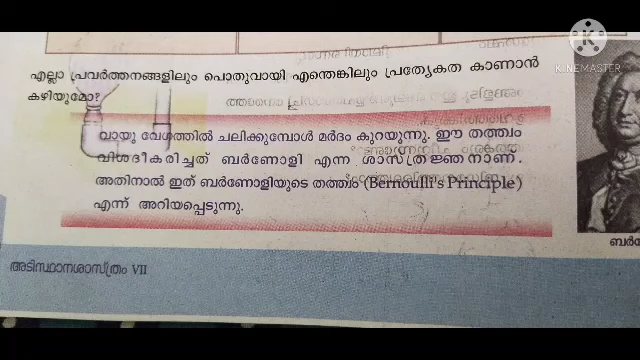 KINEMASTER
എല്ലാ പ്രവർത്തനങ്ങളിലും പൊതുവായി എന്തെങ്കിലും പ്രത്യേകത കാണാൻ
കഴിയുമോ?
വായു വേഗത്തിൽ ചലിക്കുമ്പോൾ മർദം കുറയുന്നു. ഈ തത്ത്വം
വിശദീകരിച്ചത് ബർണോളി എന്ന ശാസ്ത്രജ്ഞനാണ്.
അതിനാൽ ഇത് ബർണോളിയുടെ തത്ത്വം (Bernoulli's Principle)
എന്ന് അറിയപ്പെടുന്നു.
അടിസ്ഥാനശാസ്ത്രം VII